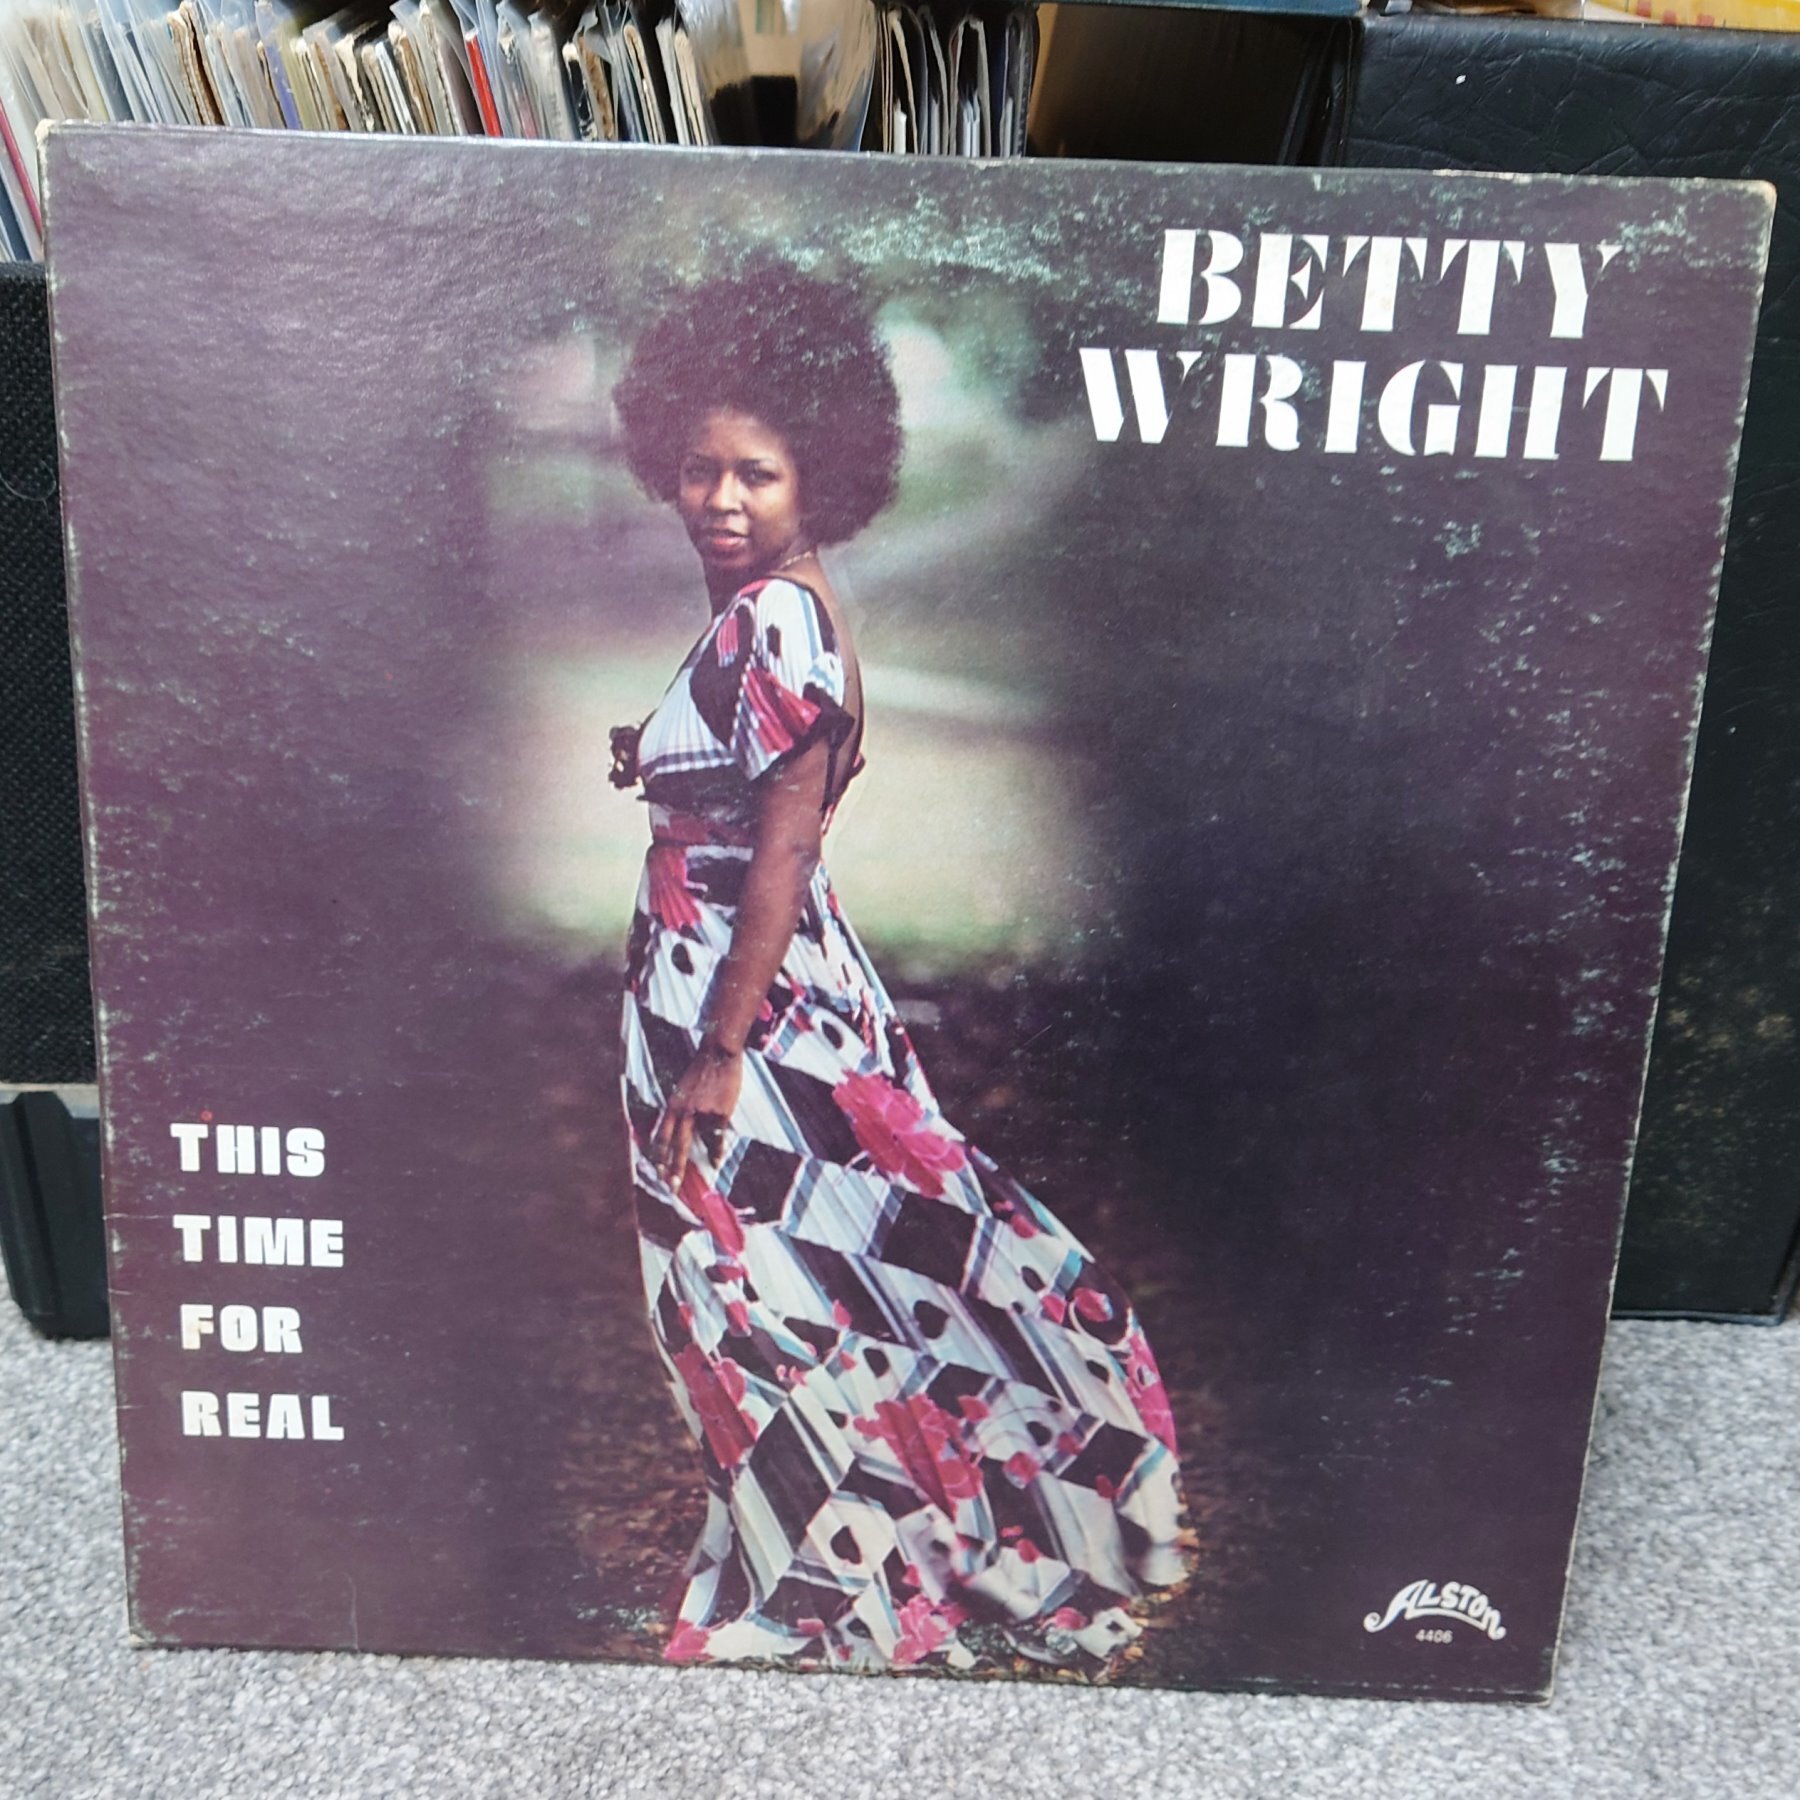 BETTY
WRIGHT
THIS
TIME
FOR
REAL
ALSTON
4406